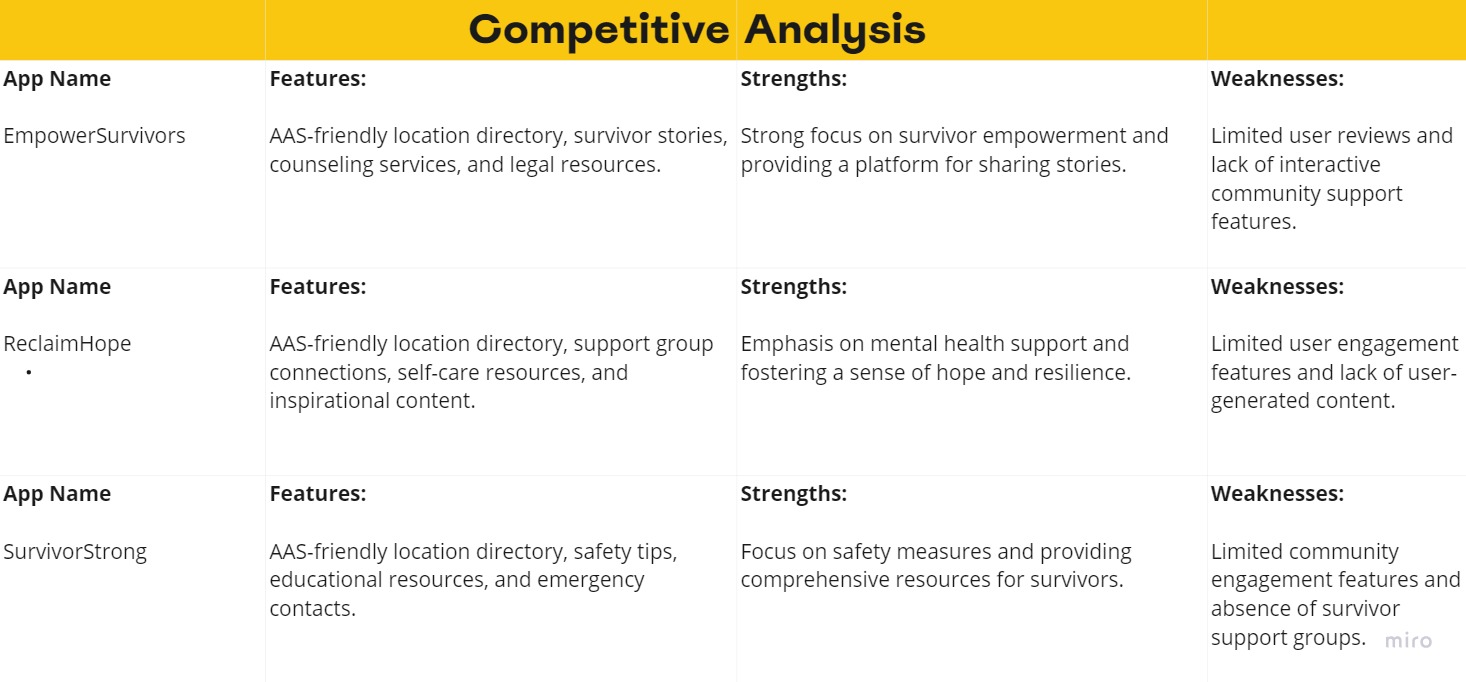 Competitive Analysis
App Name
Features:
Strengths:
Weaknesses:
EmpowerSurvivors
AAS-friendly location directory, survivor stories,
counseling services, and legal resources.
Strong focus on survivor empowerment and
providing a platform for sharing stories.
Limited user reviews and
lack of interactive
community support
features.
App Name
Features:
Strengths:
Weaknesses:
ReclaimHope
•
AAS-friendly location directory, support group
connections, self-care resources, and
inspirational content.
Emphasis on mental health support and
fostering a sense of hope and resilience.
Limited user engagement
features and lack of user-
generated content.
App Name
Features:
Strengths:
Weaknesses:
SurvivorStrong
AAS-friendly location directory, safety tips,
educational resources, and emergency
contacts.
Focus on safety measures and providing
comprehensive resources for survivors.
Limited community
engagement features and
absence of survivor
support groups.
miro